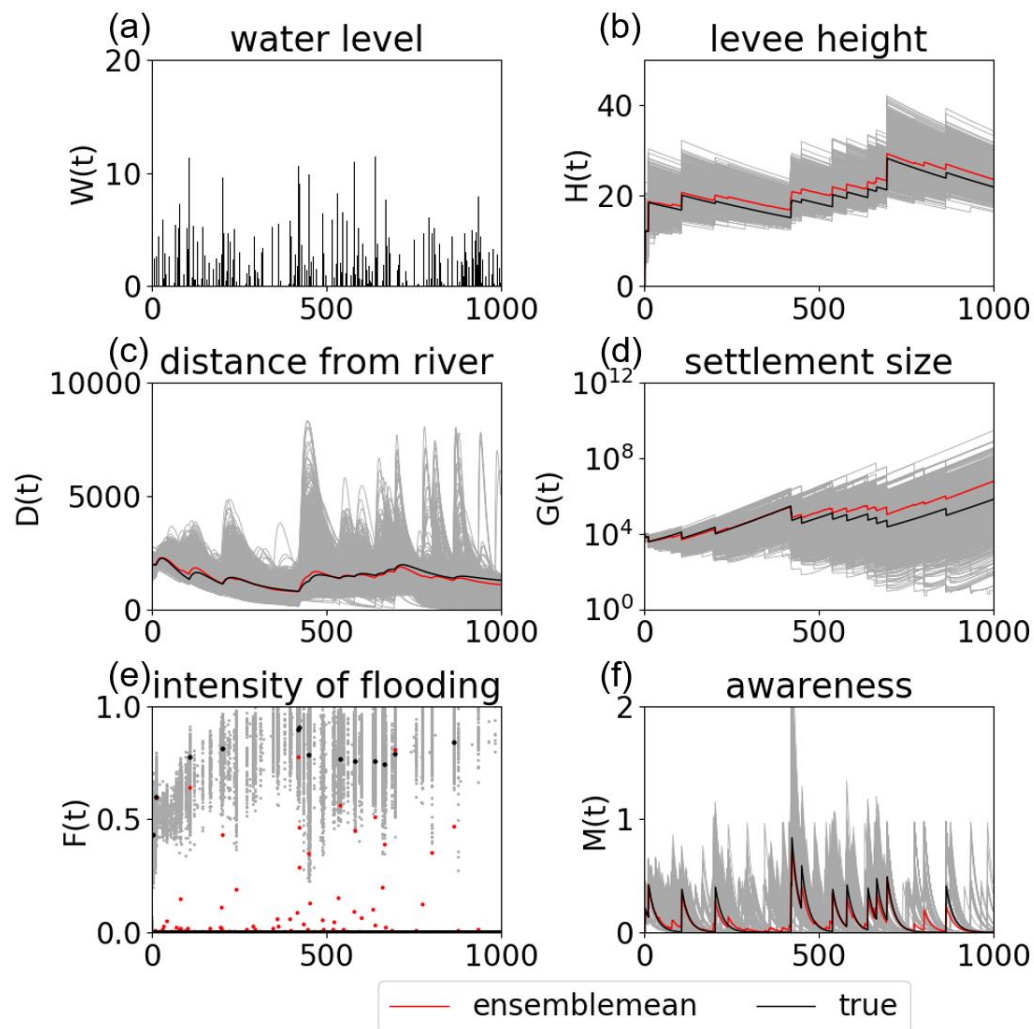 (a) water level
W(t)
20
10
0
0 500 1000
(b) levee height
H(t)
40
20
0
0 500 1000
(c) distance from river
D(t)
10000
5000
0
0 500 1000
(d) settlement size
G(t)
10^12
10^8
10^4
10^0
0 500 1000
(e) intensity of flooding
F(t)
1.0
0.5
0.0
0 500 1000
(f) awareness
M(t)
2
1
0
0 500 1000
ensemblemean true